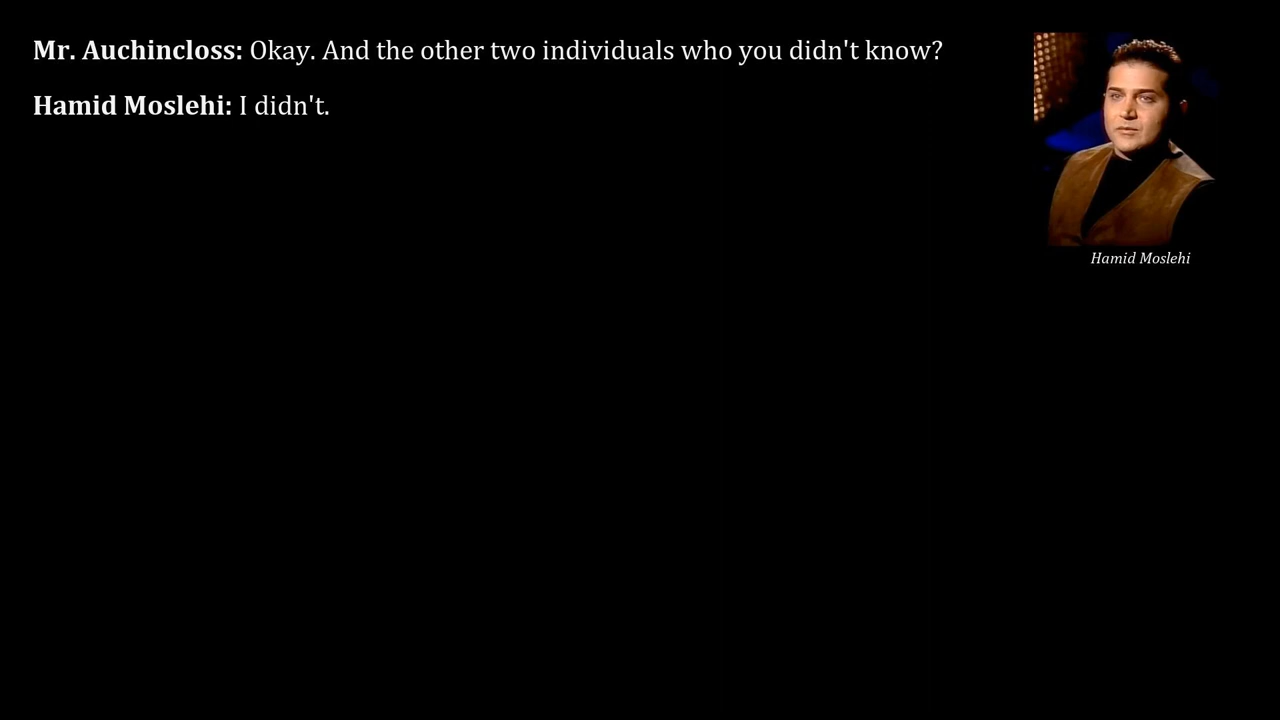 Mr. Auchincloss: Okay. And the other two individuals who you didn't know?
Hamid Moslehi: I didn't.
Hamid Moslehi